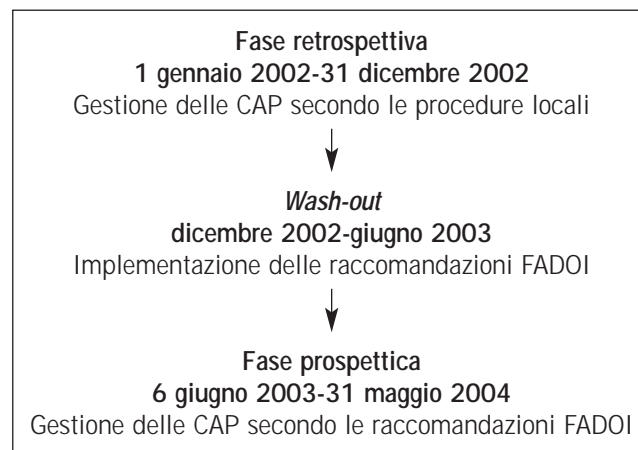 Fase retrospettiva
1 gennaio 2002-31 dicembre 2002
Gestione delle CAP secondo le procedure locali
Wash-out
dicembre 2002-giugno 2003
Implementazione delle raccomandazioni FADOI
Fase prospettica
6 giugno 2003-31 maggio 2004
Gestione delle CAP secondo le raccomandazioni FADOI